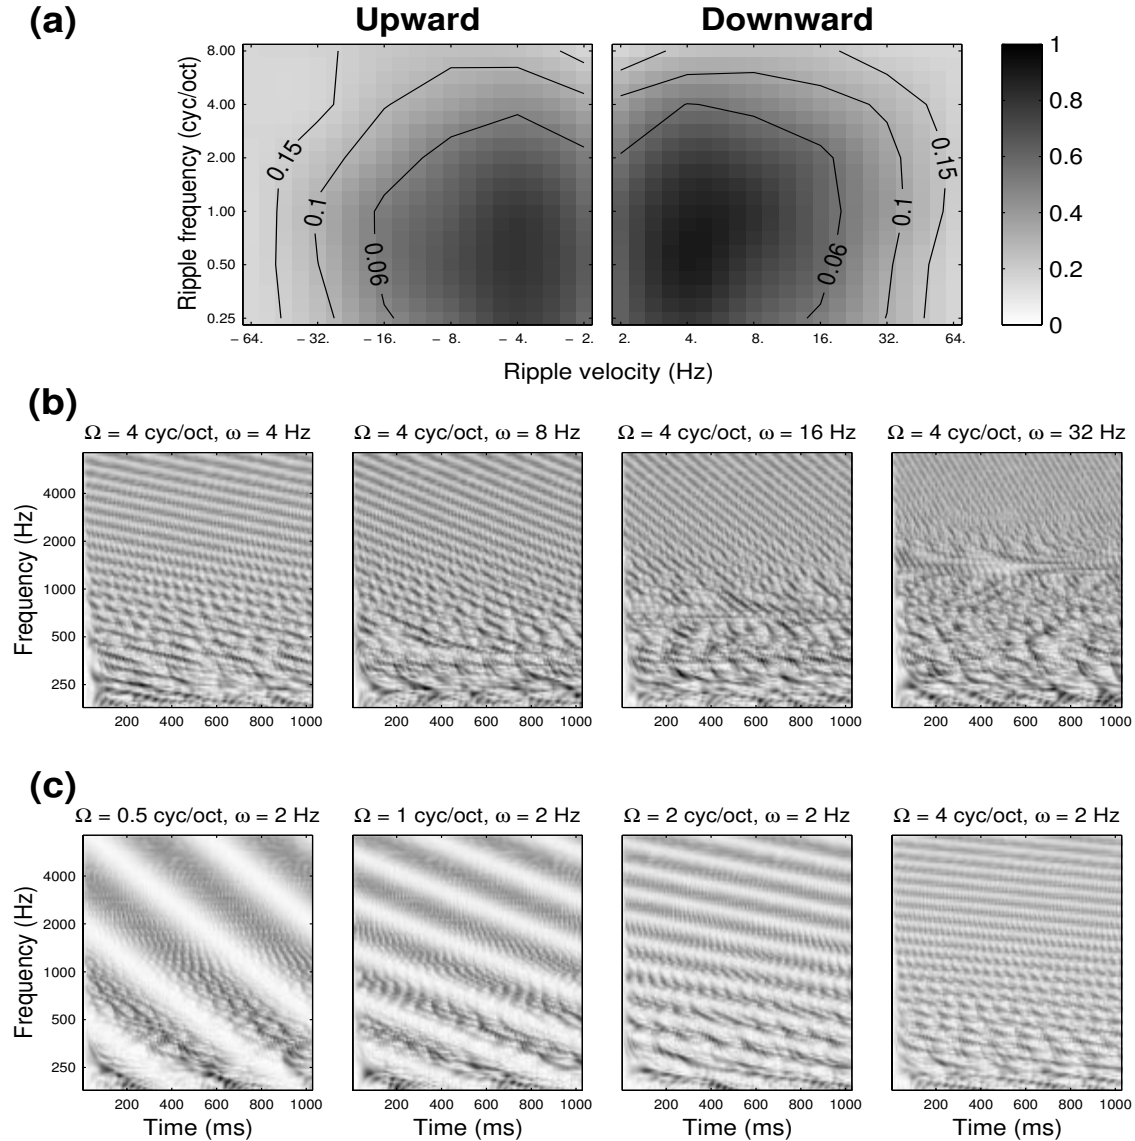 (a)
Upward
Downward
Ripple frequency (cyc/oct)
8.00
4.00
2.00
1.00
0.50
0.25
0.15
0.1
0.06
0.06
0.1
0.15
− 64.
− 32.
− 16.
− 8.
− 4.
− 2.
2.
4.
8.
16.
32.
64.
Ripple velocity (Hz)
1
0.8
0.6
0.4
0.2
0
(b)
Ω = 4 cyc/oct, ω = 4 Hz
Ω = 4 cyc/oct, ω = 8 Hz
Ω = 4 cyc/oct, ω = 16 Hz
Ω = 4 cyc/oct, ω = 32 Hz
Frequency (Hz)
4000
2000
1000
500
250
200 400 600 800 1000
200 400 600 800 1000
200 400 600 800 1000
200 400 600 800 1000
(c)
Ω = 0.5 cyc/oct, ω = 2 Hz
Ω = 1 cyc/oct, ω = 2 Hz
Ω = 2 cyc/oct, ω = 2 Hz
Ω = 4 cyc/oct, ω = 2 Hz
Frequency (Hz)
4000
2000
1000
500
250
200 400 600 800 1000
200 400 600 800 1000
200 400 600 800 1000
200 400 600 800 1000
Time (ms)
Time (ms)
Time (ms)
Time (ms)